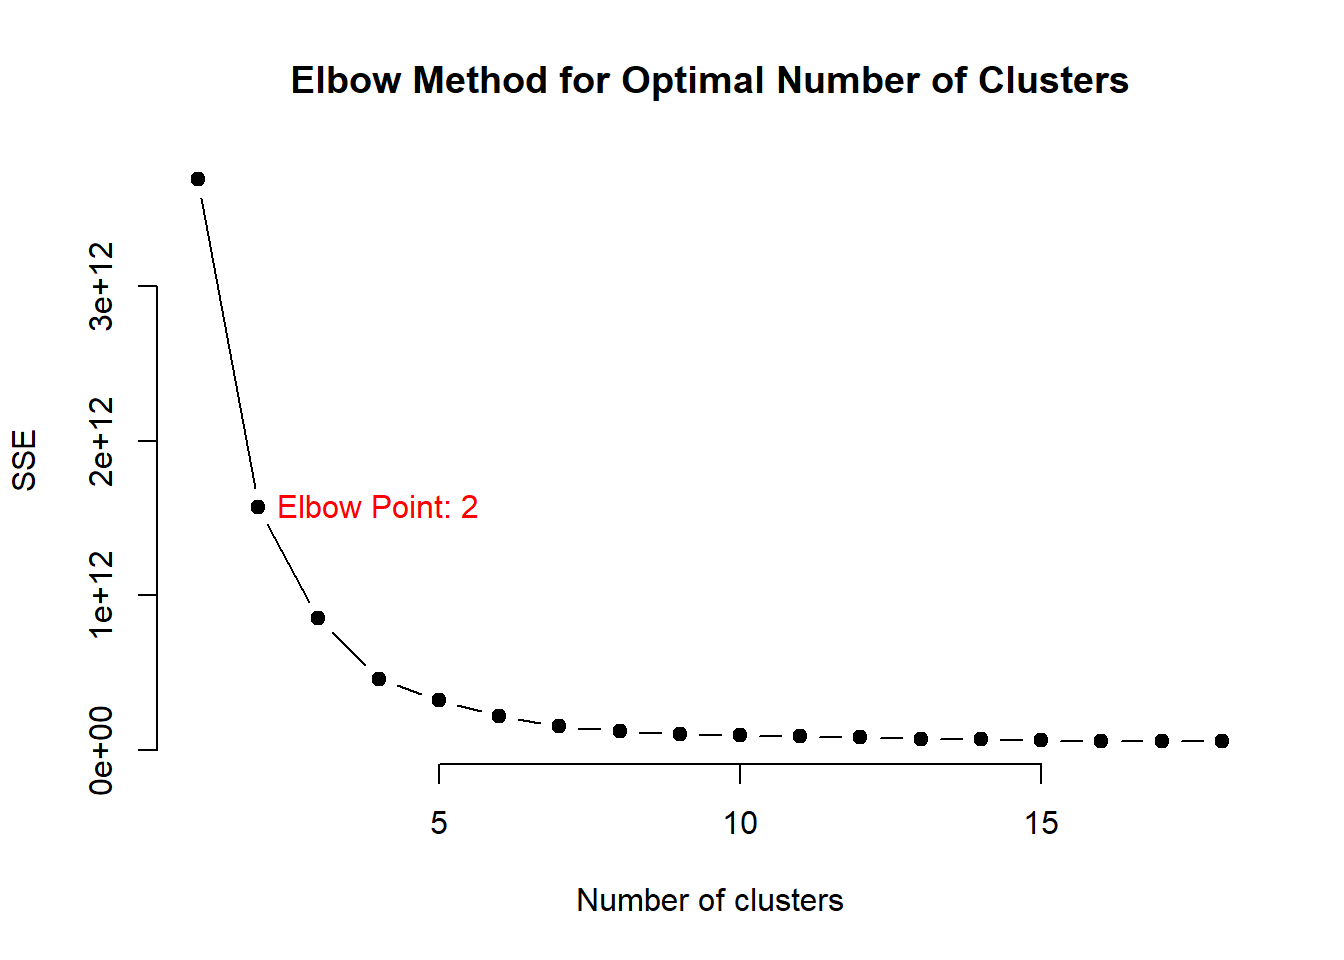 Elbow Method for Optimal Number of Clusters
3e+12
2e+12
1e+12
0e+00
SSE
Elbow Point: 2
5 10 15
Number of clusters